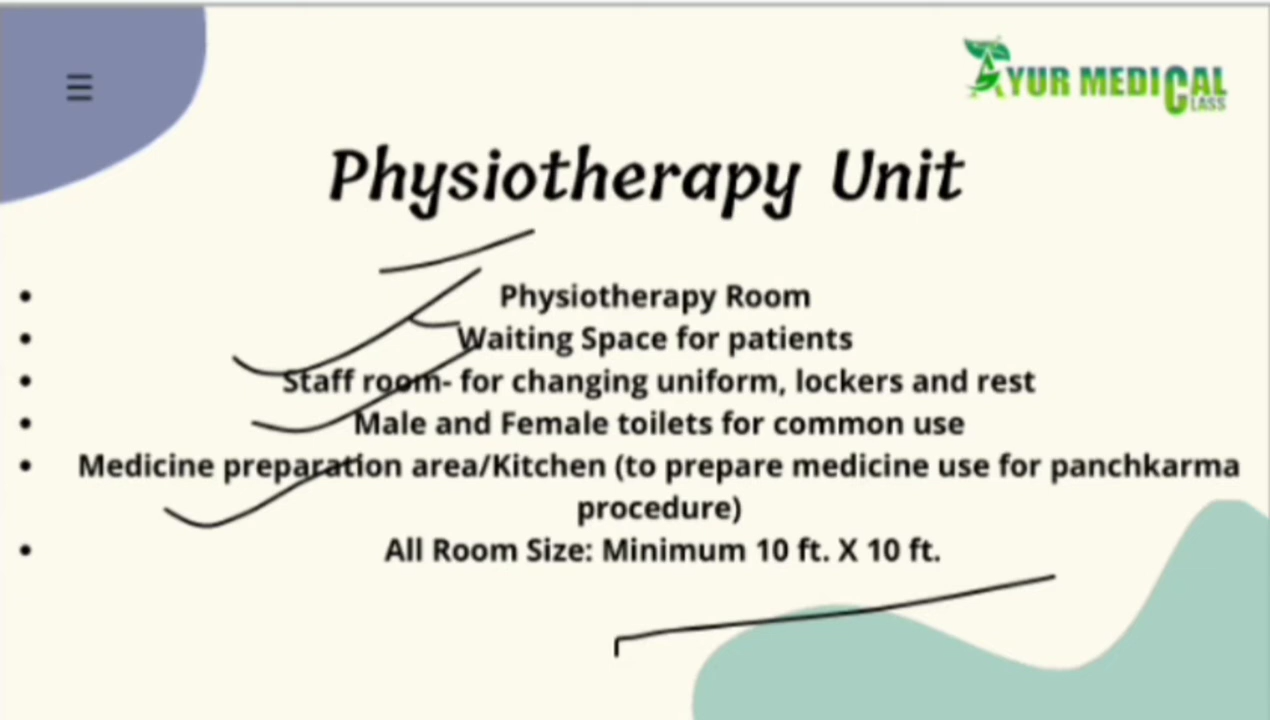 AYUR MEDICAL
CLASS
Physiotherapy Unit
• Physiotherapy Room
• Waiting Space for patients
• Staff room- for changing uniform, lockers and rest
• Male and Female toilets for common use
• Medicine preparation area/Kitchen (to prepare medicine use for panchkarma
procedure)
• All Room Size: Minimum 10 ft. X 10 ft.